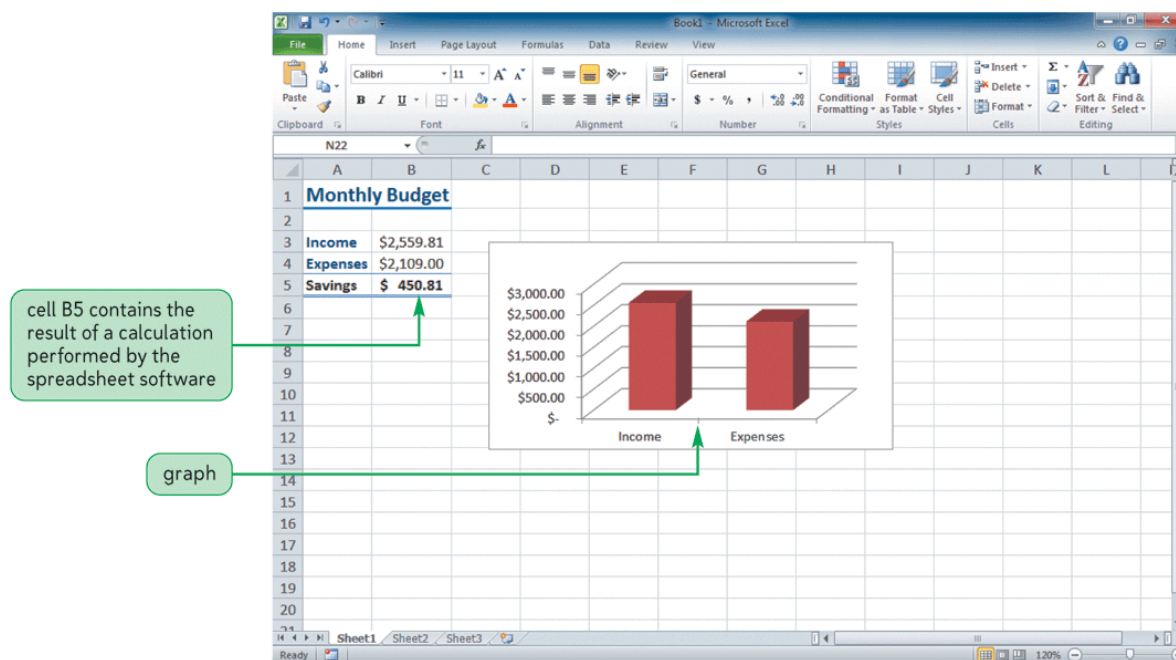 Book1 - Microsoft Excel
File Home Insert Page Layout Formulas Data Review View
Calibri 11 A A General Insert
Paste B I U $ % , .00 Conditional Formatting Format as Table Cell Styles Delete Format Sort & Filter Find & Select
Clipboard Font Alignment Number Styles Cells Editing
N22 fx
A B C D E F G H I J K L
1 Monthly Budget
2
3 Income $2,559.81
4 Expenses $2,109.00
5 Savings $ 450.81
6
7
8
9
10
11
12
13
14
15
16
17
18
19
20
cell B5 contains the
result of a calculation
performed by the
spreadsheet software
graph
$3,000.00
$2,500.00
$2,000.00
$1,500.00
$1,000.00
$500.00
$-
Income Expenses
Sheet1 Sheet2 Sheet3
Ready 120%